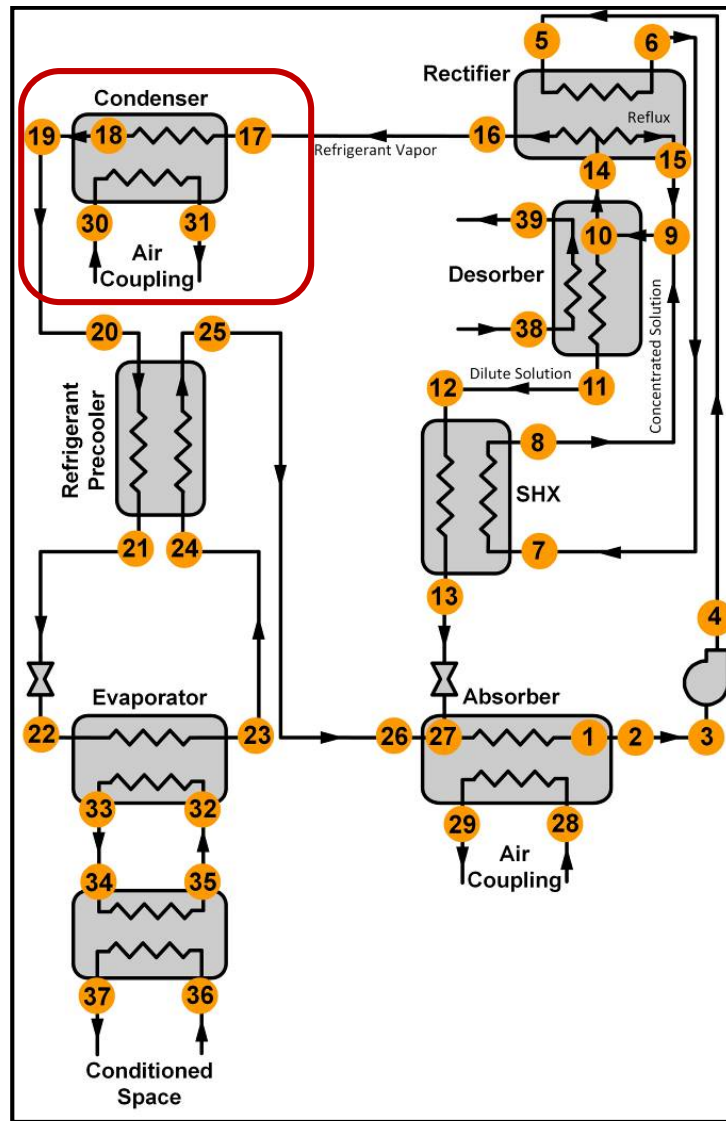 5
6
Rectifier
Condenser
Reflux
19
18
17
16
Refrigerant Vapor
15
14
30
31
39
10
9
Air
Coupling
Desorber
38
Concentrated Solution
20
25
Dilute Solution
12
11
Refrigerant
Precooler
8
SHX
21
24
7
13
4
Evaporator
Absorber
22
23
26
27
1
2
3
33
32
29
28
34
35
Air
Coupling
37
36
Conditioned
Space